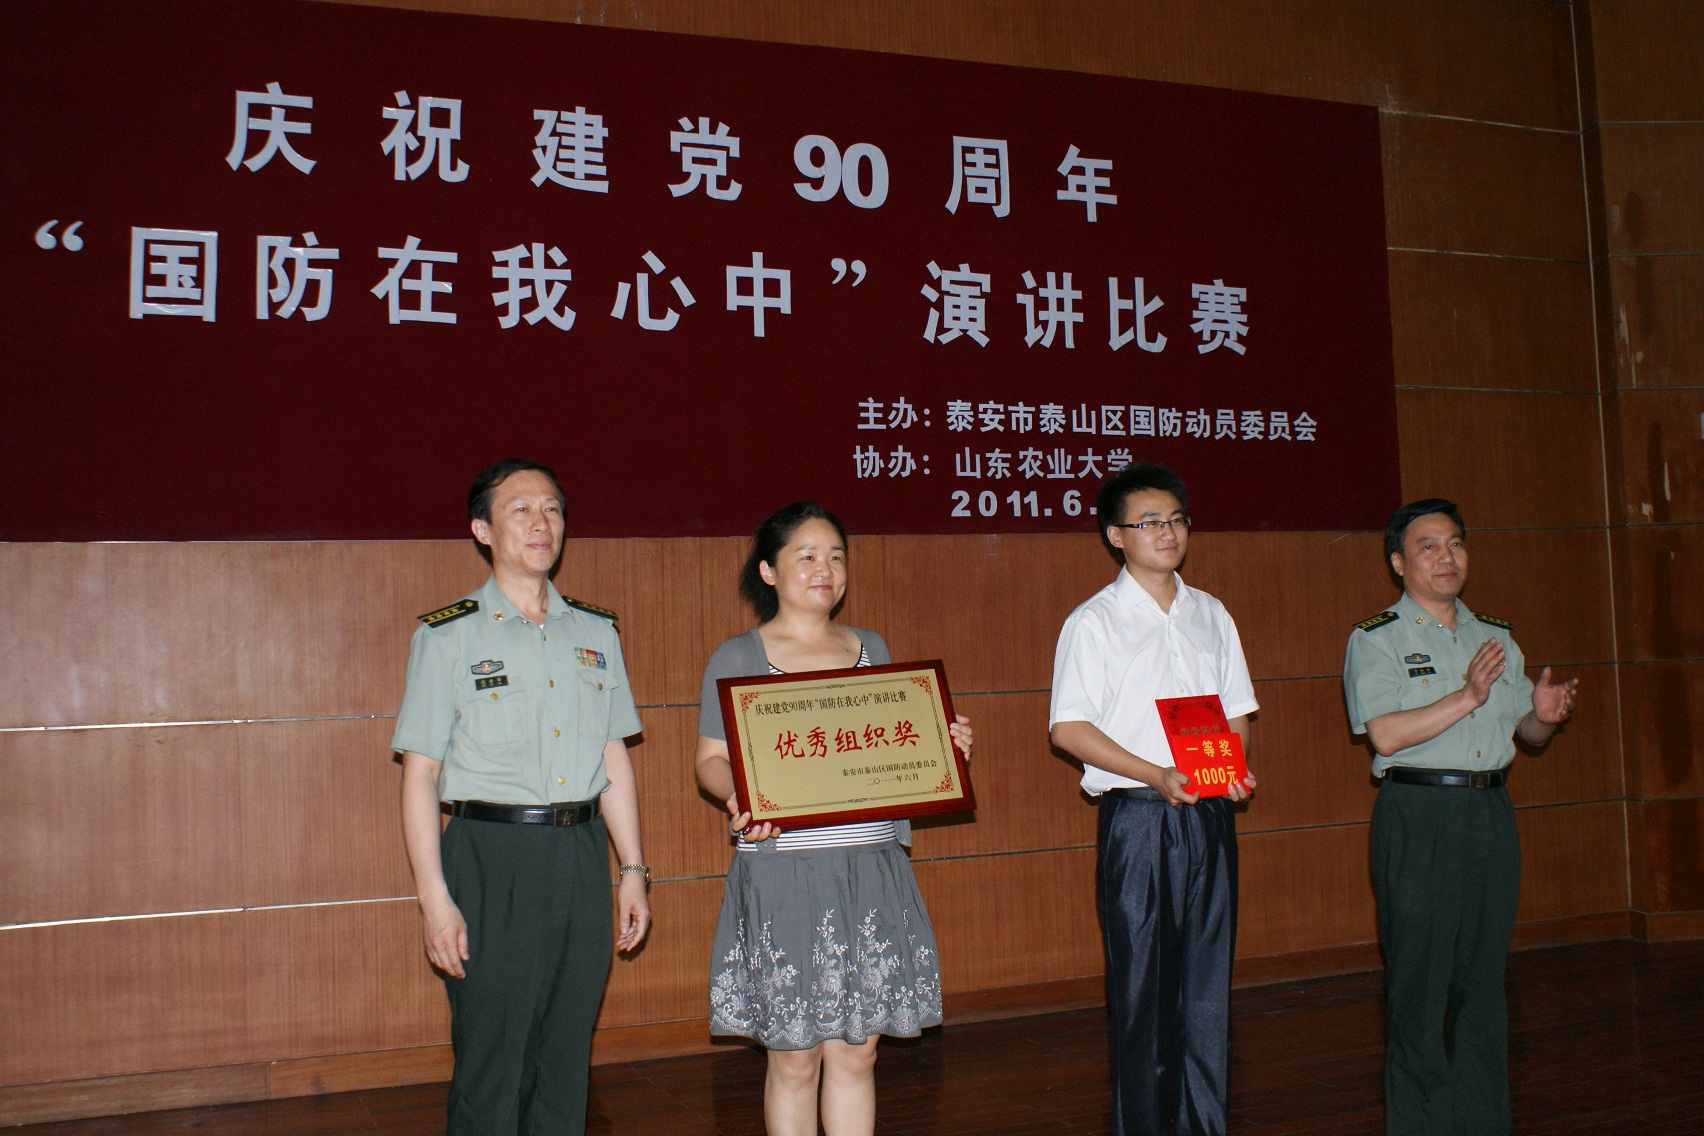 庆祝建党90周年
“国防在我心中”演讲比赛
主办：泰安市泰山区国防动员委员会
协办：山东农业大学
2011.6.
庆祝建党90周年“国防在我心中”演讲比赛
优秀组织奖
泰安市泰山区国防动员委员会
二〇一一年六月
一等奖
1000元